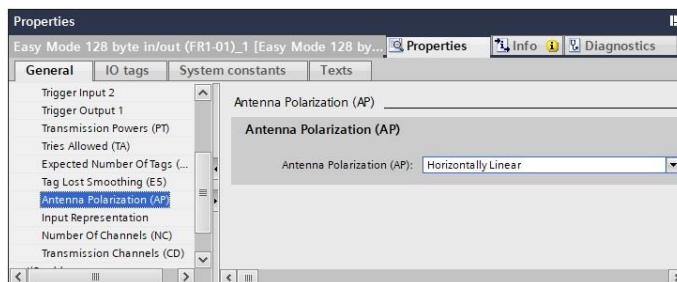 Properties
Easy Mode 128 byte in/out (FR1-01)_1 [Easy Mode 128 by... Properties Info Diagnostics
General IO tags System constants Texts
Trigger Input 2
Trigger Output 1
Transmission Powers (PT)
Tries Allowed (TA)
Expected Number Of Tags (...
Tag Lost Smoothing (E5)
Antenna Polarization (AP)
Input Representation
Number Of Channels (NC)
Transmission Channels (CD)
Antenna Polarization (AP)
Antenna Polarization (AP)
Antenna Polarization (AP): Horizontally Linear